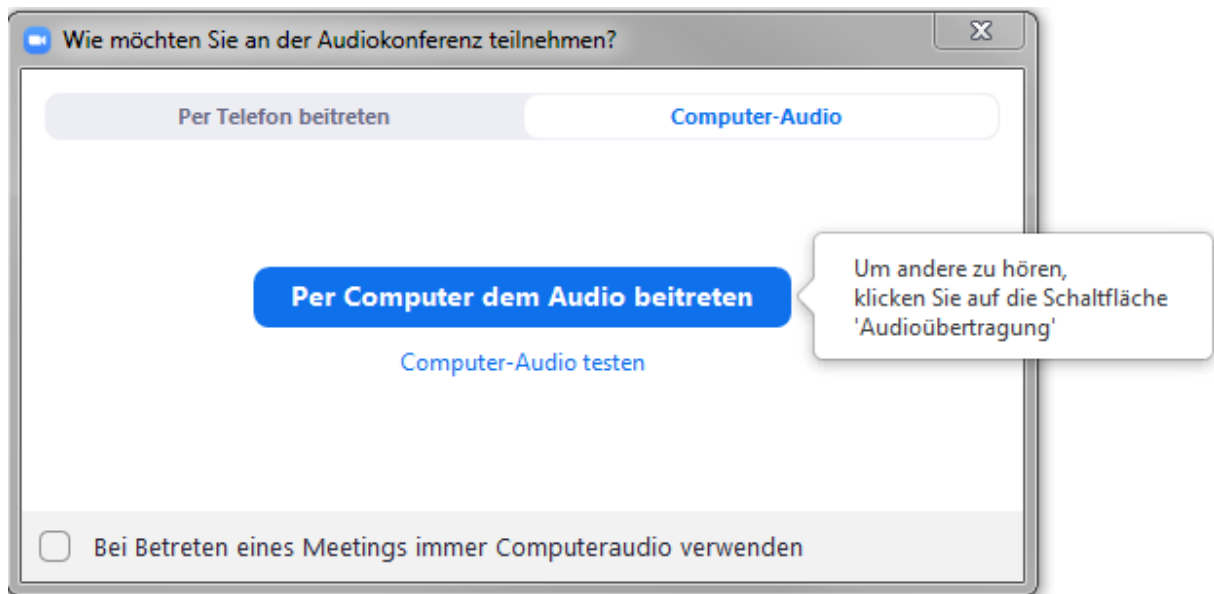 Wie möchten Sie an der Audiokonferenz teilnehmen?
Per Telefon beitreten
Computer-Audio
Per Computer dem Audio beitreten
Um andere zu hören,
klicken Sie auf die Schaltfläche
'Audioübertragung'
Computer-Audio testen
Bei Betreten eines Meetings immer Computeraudio verwenden